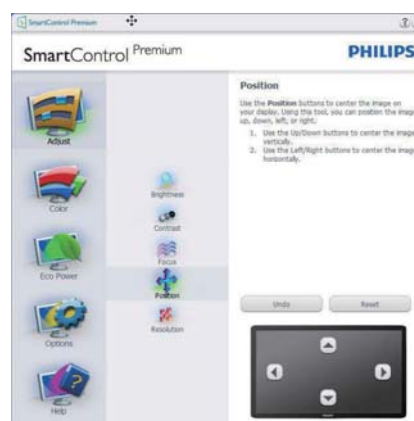 SmartControl Premium
SmartControl Premium
PHILIPS
Adjust
Color
Eco Power
Options
Help
Brightness
Contrast
Focus
Position
Resolution
Position
Use the Position buttons to center the image on
your display. Using this tool, you can position the image
up, down, left, or right.
1. Use the Up/Down buttons to center the image
vertically.
2. Use the Left/Right buttons to center the image
horizontally.
Undo
Reset